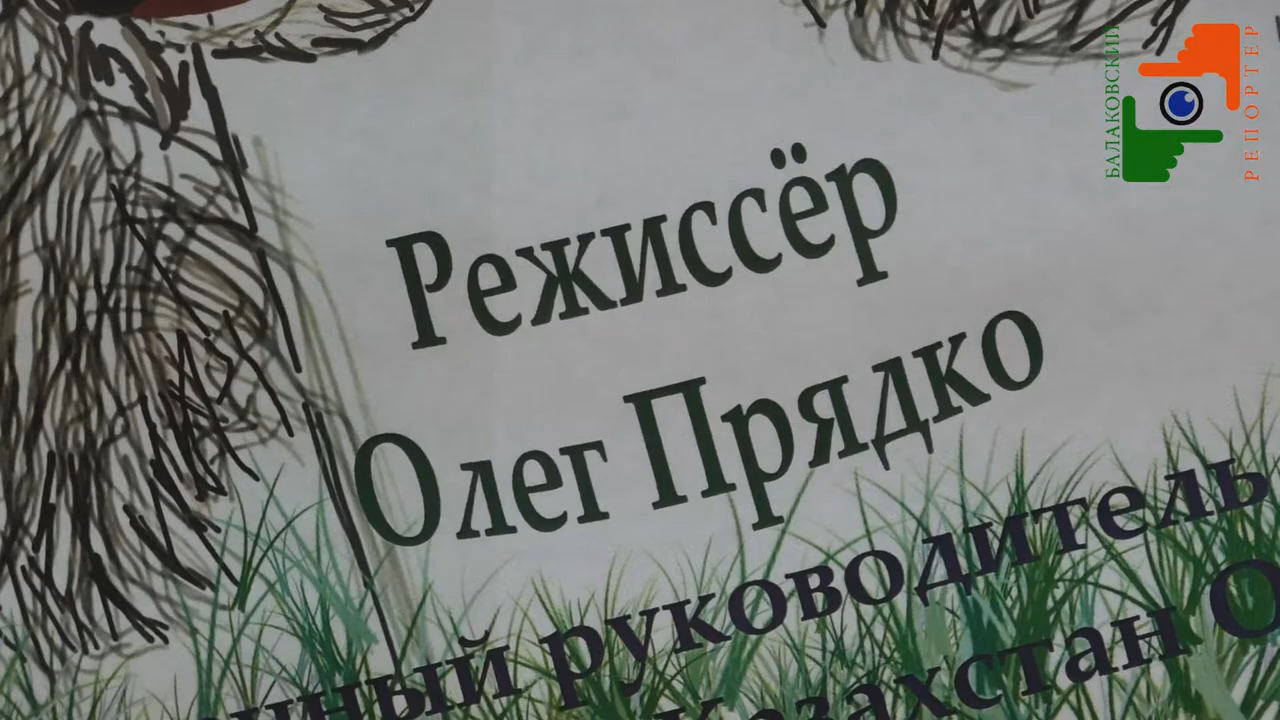 Режиссёр
Олег Прядко
руководитель
БАЛАКОВСКИЙ
РЕПОРТЕР